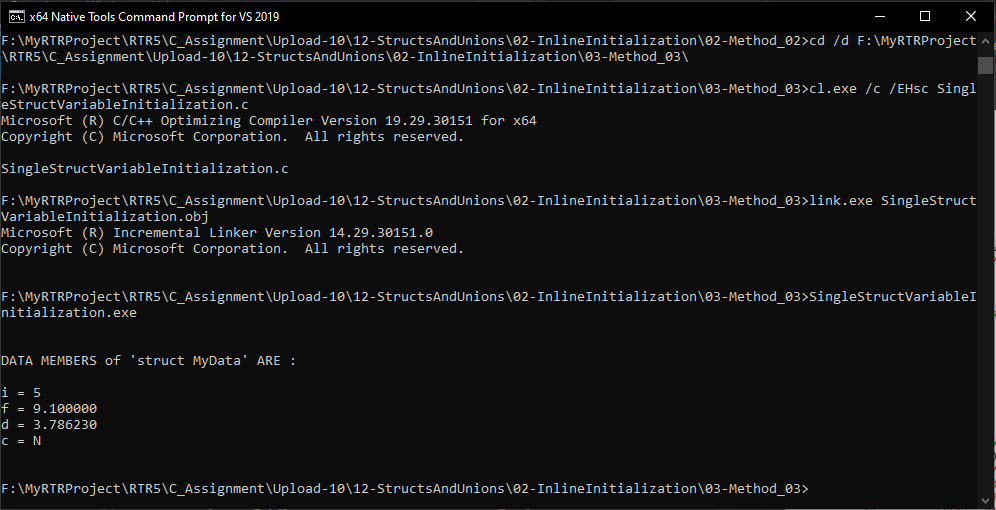 x64 Native Tools Command Prompt for VS 2019
F:\MyRTRProject\RTR5\C_Assignment\Upload-10\12-StructsAndUnions\02-InlineInitialization\02-Method_02>cd /d F:\MyRTRProject
\RTR5\C_Assignment\Upload-10\12-StructsAndUnions\02-InlineInitialization\03-Method_03\
F:\MyRTRProject\RTR5\C_Assignment\Upload-10\12-StructsAndUnions\02-InlineInitialization\03-Method_03>cl.exe /c /EHsc Singl
eStructVariableInitialization.c
Microsoft (R) C/C++ Optimizing Compiler Version 19.29.30151 for x64
Copyright (C) Microsoft Corporation.  All rights reserved.
SingleStructVariableInitialization.c
F:\MyRTRProject\RTR5\C_Assignment\Upload-10\12-StructsAndUnions\02-InlineInitialization\03-Method_03>link.exe SingleStruct
VariableInitialization.obj
Microsoft (R) Incremental Linker Version 14.29.30151.0
Copyright (C) Microsoft Corporation.  All rights reserved.
F:\MyRTRProject\RTR5\C_Assignment\Upload-10\12-StructsAndUnions\02-InlineInitialization\03-Method_03>SingleStructVariableI
nitialization.exe
DATA MEMBERS of 'struct MyData' ARE :
i = 5
f = 9.100000
d = 3.786230
c = N
F:\MyRTRProject\RTR5\C_Assignment\Upload-10\12-StructsAndUnions\02-InlineInitialization\03-Method_03>